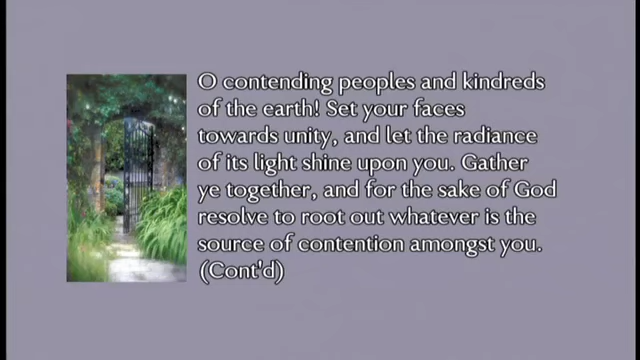 O contending peoples and kindreds
of the earth! Set your faces
towards unity, and let the radiance
of its light shine upon you. Gather
ye together, and for the sake of God
resolve to root out whatever is the
source of contention amongst you.
(Cont'd)